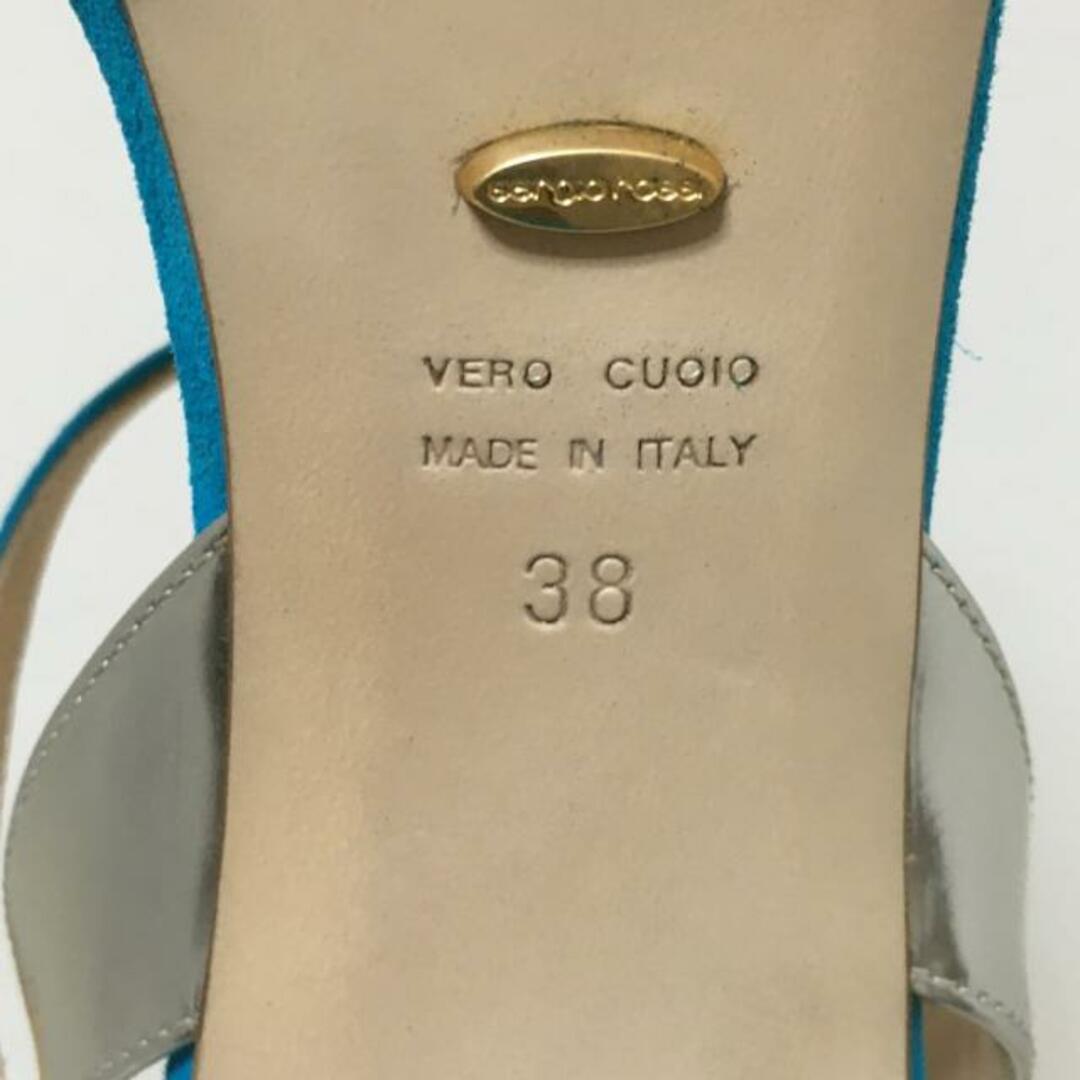 sergio rossi
VERO CUOIO
MADE IN ITALY
38